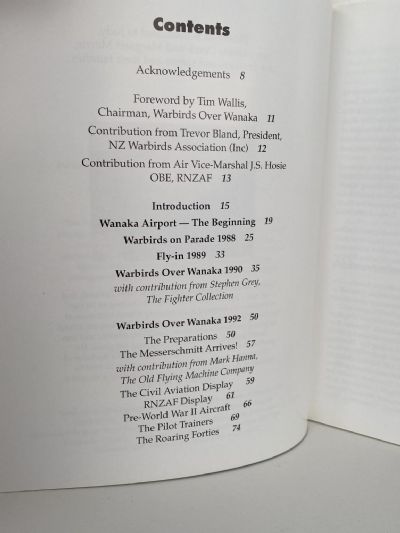 Contents
Acknowledgements 8
Foreword by Tim Wallis,
Chairman, Warbirds Over Wanaka 11
Contribution from Trevor Bland, President,
NZ Warbirds Association (Inc) 12
Contribution from Air Vice-Marshal J.S. Hosie
OBE, RNZAF 13
Introduction 15
Wanaka Airport — The Beginning 19
Warbirds on Parade 1988 25
Fly-in 1989 33
Warbirds Over Wanaka 1990 35
with contribution from Stephen Grey,
The Fighter Collection
Warbirds Over Wanaka 1992 50
The Preparations 50
The Messerschmitt Arrives! 57
with contribution from Mark Hanna,
The Old Flying Machine Company
The Civil Aviation Display 59
RNZAF Display 61
Pre-World War II Aircraft 66
The Pilot Trainers 69
The Roaring Forties 74